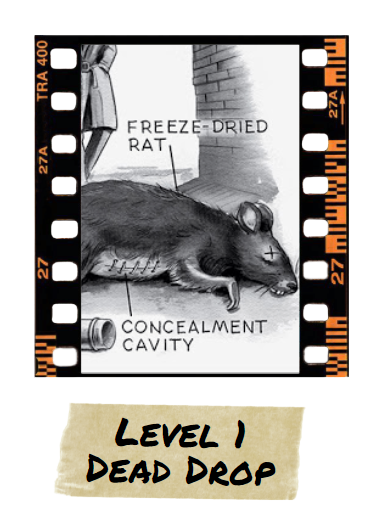 TRA 400
27A
27A
27
27
FREEZE-DRIED
RAT
CONCEALMENT
CAVITY
LEVEL 1
DEAD DROP